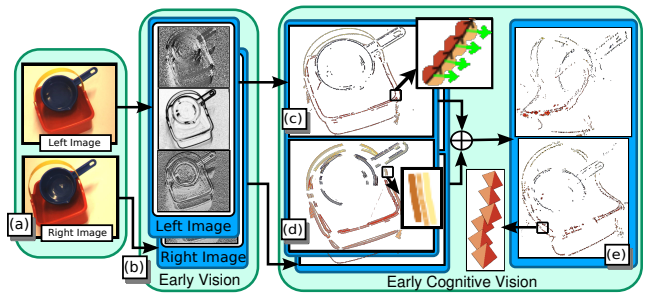 Left Image
Right Image
(a)
(b)
Left Image
Right Image
Early Vision
(c)
(d)
(e)
Early Cognitive Vision